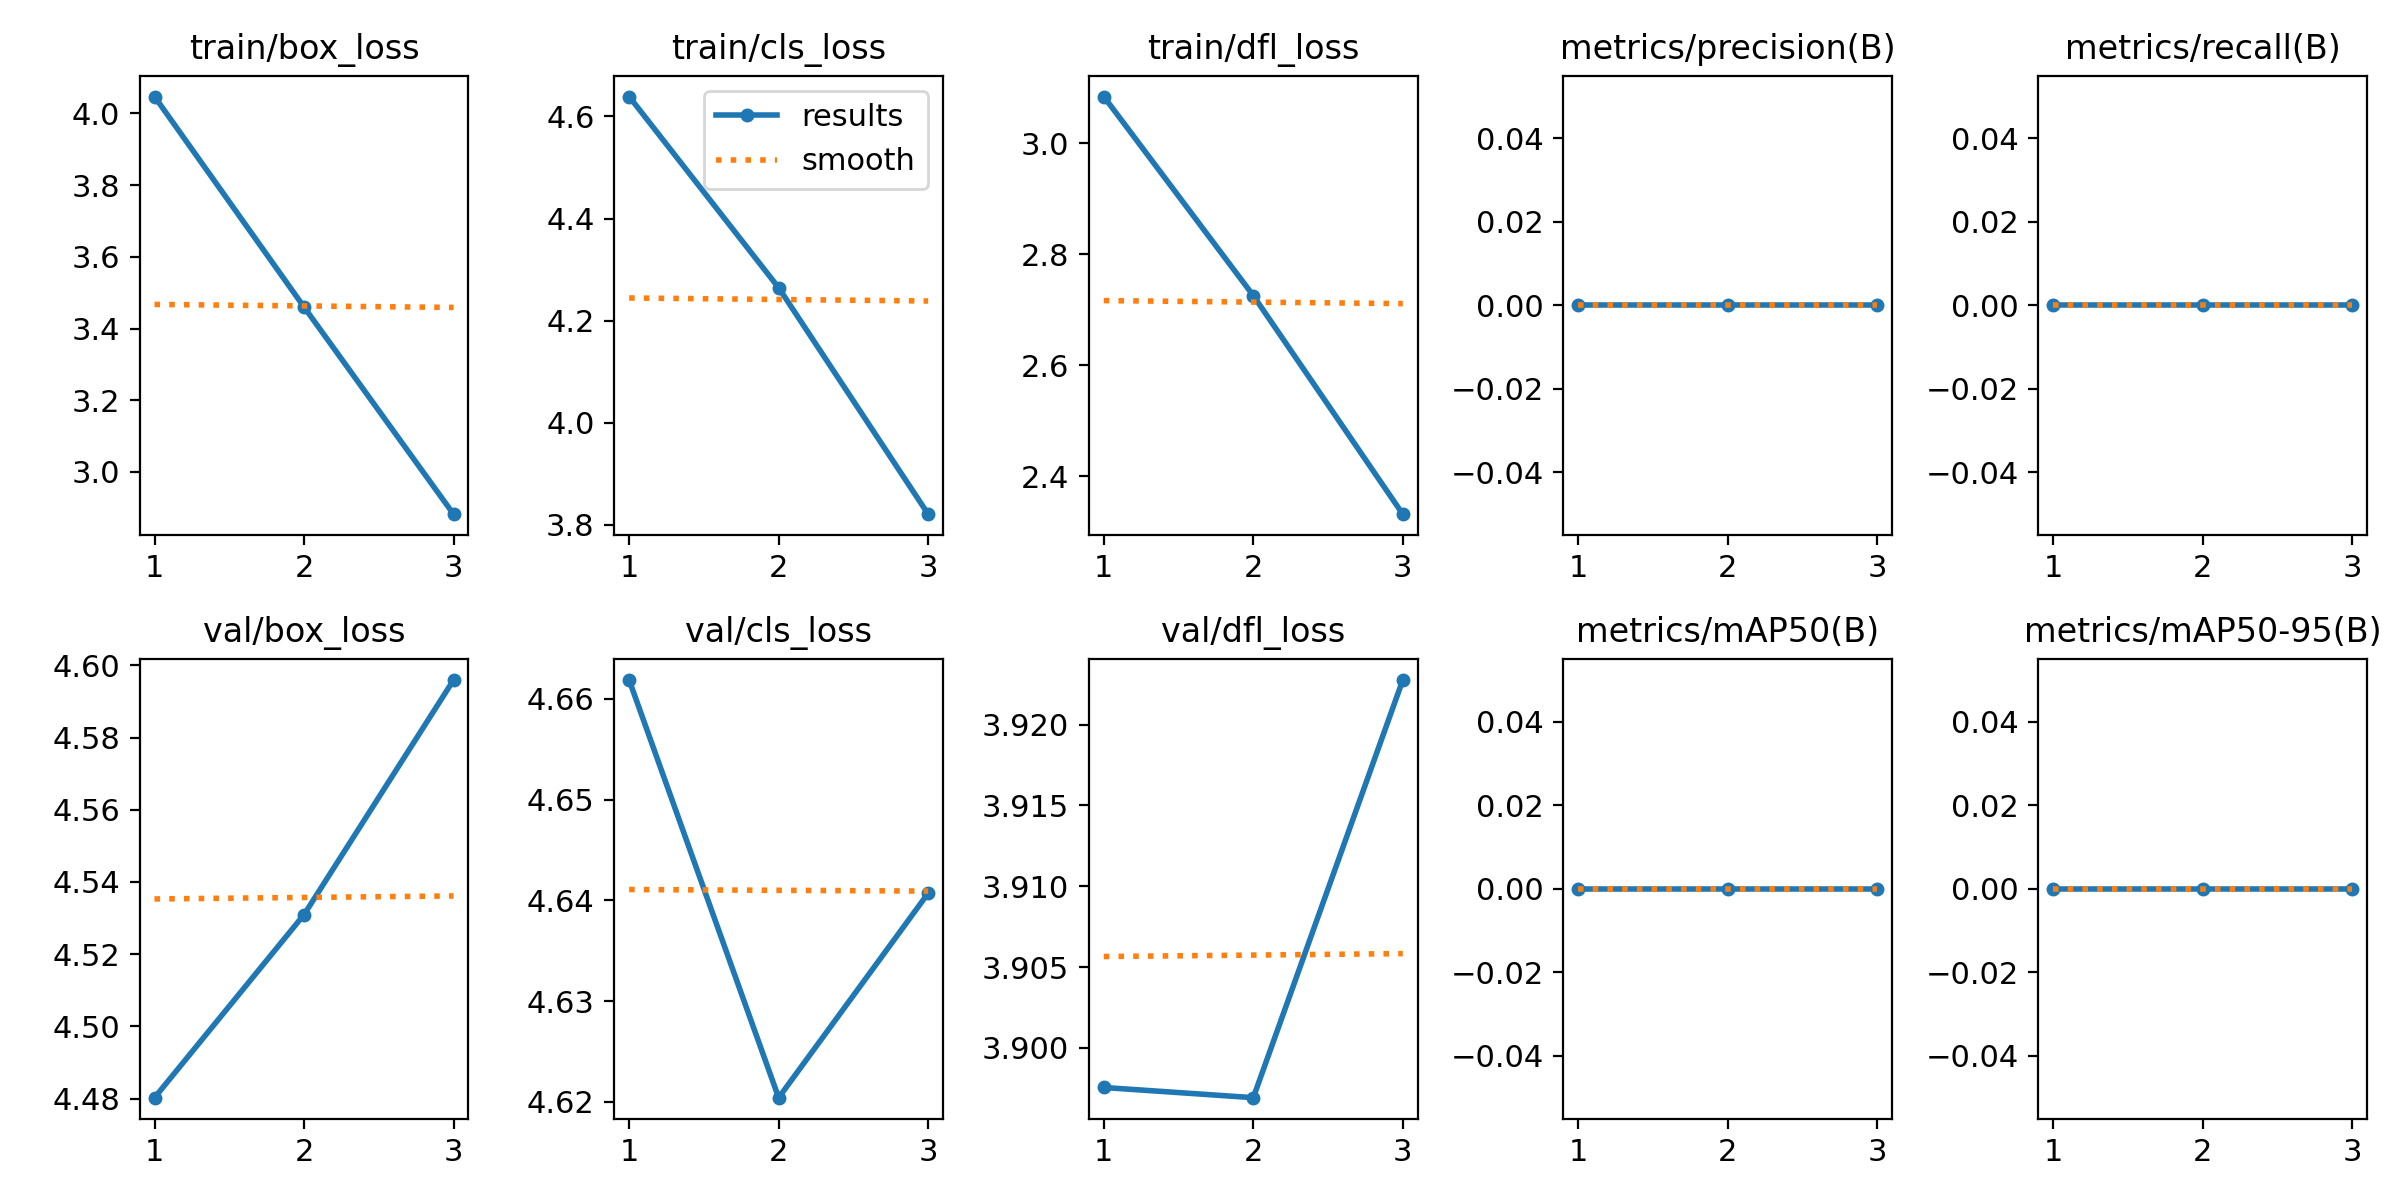 train/box_loss
train/cls_loss
train/dfl_loss
metrics/precision(B)
metrics/recall(B)
4.0
3.8
3.6
3.4
3.2
3.0
1 2 3
4.6
4.4
4.2
4.0
3.8
1 2 3
results
smooth
3.0
2.8
2.6
2.4
1 2 3
0.04
0.02
0.00
−0.02
−0.04
1 2 3
0.04
0.02
0.00
−0.02
−0.04
1 2 3
val/box_loss
val/cls_loss
val/dfl_loss
metrics/mAP50(B)
metrics/mAP50-95(B)
4.60
4.58
4.56
4.54
4.52
4.50
4.48
1 2 3
4.66
4.65
4.64
4.63
4.62
1 2 3
3.920
3.915
3.910
3.905
3.900
1 2 3
0.04
0.02
0.00
−0.02
−0.04
1 2 3
0.04
0.02
0.00
−0.02
−0.04
1 2 3